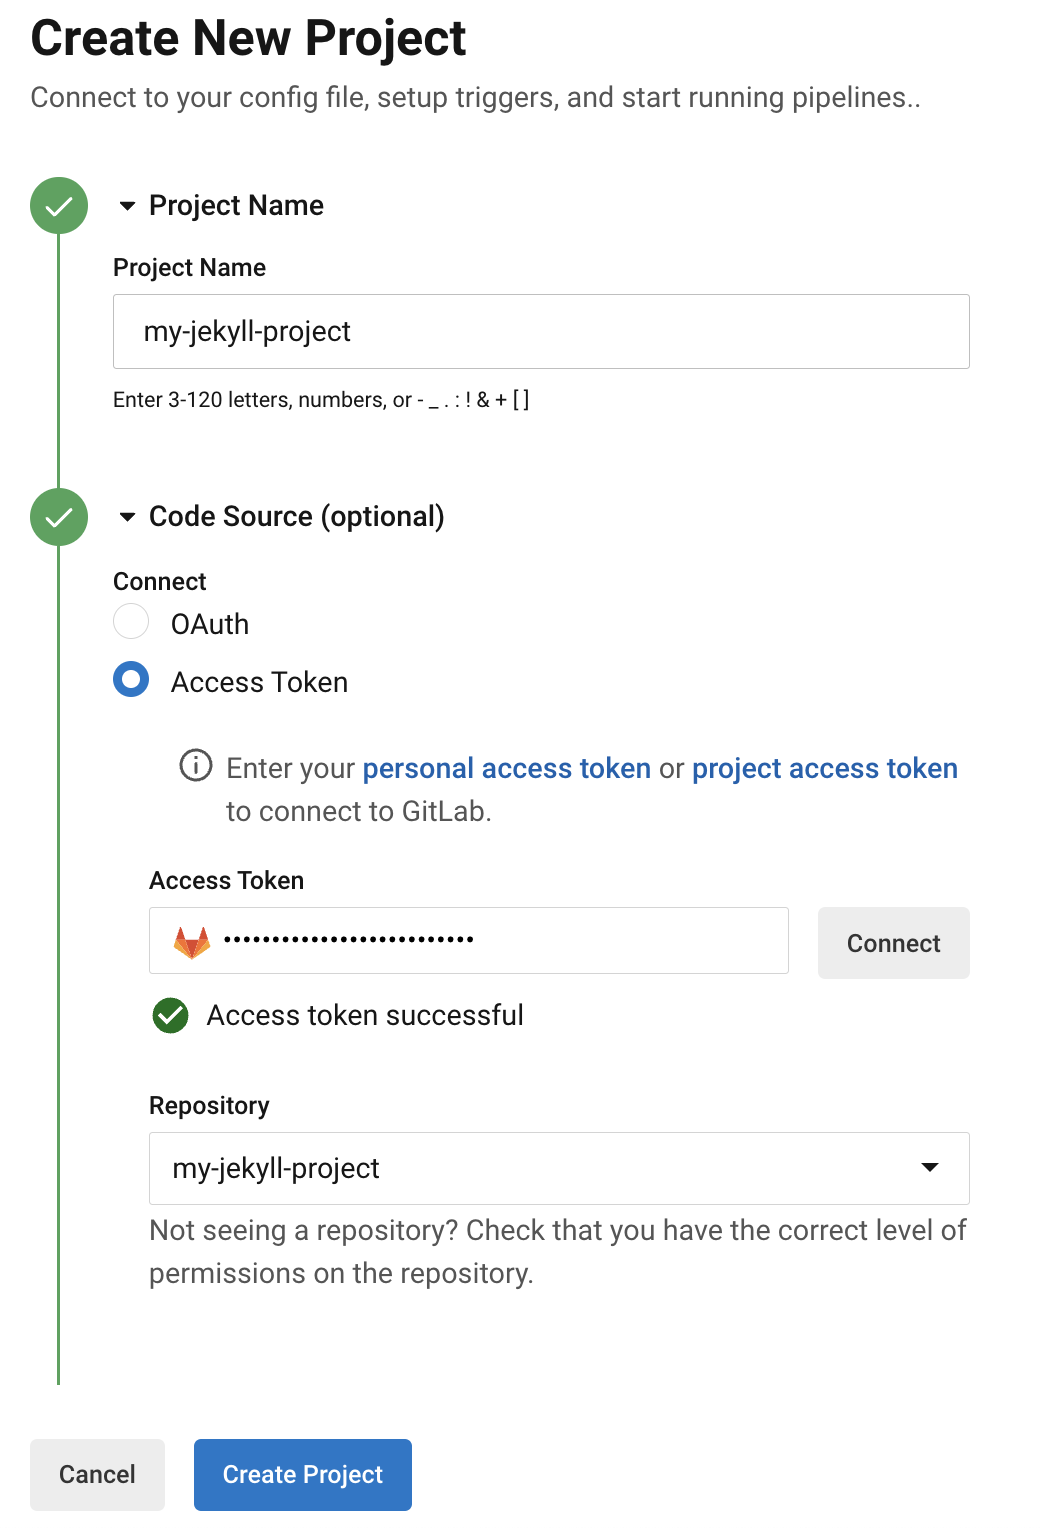 Create New Project
Connect to your config file, setup triggers, and start running pipelines..
Project Name
Project Name
my-jekyll-project
Enter 3-120 letters, numbers, or - _ . : ! & + [ ]
Code Source (optional)
Connect
OAuth
Access Token
Enter your personal access token or project access token
to connect to GitLab.
Access Token
••••••••••••••••••••••••••
Connect
Access token successful
Repository
my-jekyll-project
Not seeing a repository? Check that you have the correct level of
permissions on the repository.
Cancel
Create Project